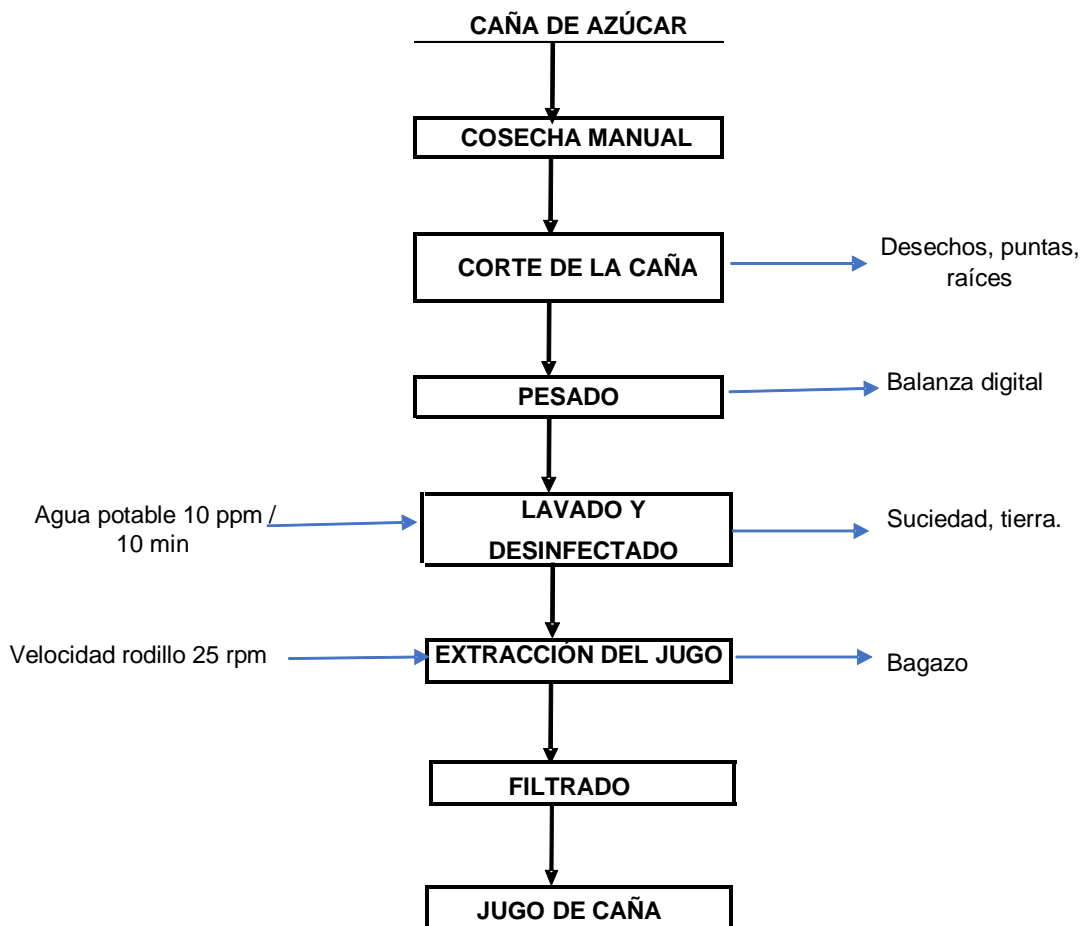 CAÑA DE AZÚCAR
COSECHA MANUAL
CORTE DE LA CAÑA
Desechos, puntas,
raíces
PESADO
Balanza digital
Agua potable 10 ppm /
10 min
LAVADO Y
DESINFECTADO
Suciedad, tierra.
Velocidad rodillo 25 rpm
EXTRACCIÓN DEL JUGO
Bagazo
FILTRADO
JUGO DE CAÑA